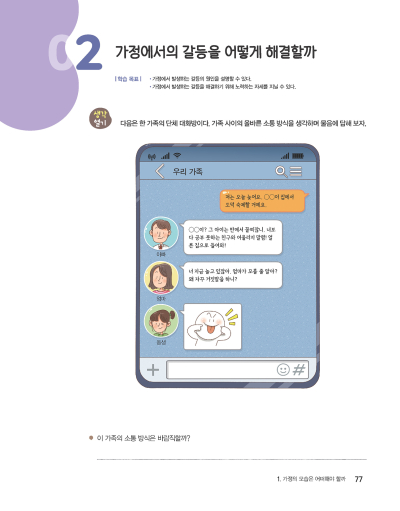 02 가정에서의 갈등을 어떻게 해결할까
[학습 목표] • 가정에서 발생하는 갈등의 원인을 설명할 수 있다.
• 가정에서 발생하는 갈등을 해결하기 위해 노력하는 자세를 지닐 수 있다.
생각 열기
다음은 한 가족의 단체 대화방이다. 가족 사이의 올바른 소통 방식을 생각하며 물음에 답해 보자.
우리 가족
저는 오늘 늦어요. ○○이 집에서
도덕 숙제할 거예요.
○○이? 그 아이는 반에서 꼴찌잖니. 너보
다 공부 못하는 친구와 어울리지 말랬! 얼
른 집으로 들어와!
아빠
너 지금 놀고 있잖아. 엄마가 모를 줄 알아?
왜 자꾸 거짓말을 하니?
엄마
동생
#
이 가족의 소통 방식은 바람직할까?
1. 가정의 모습은 어떠해야 할까 77